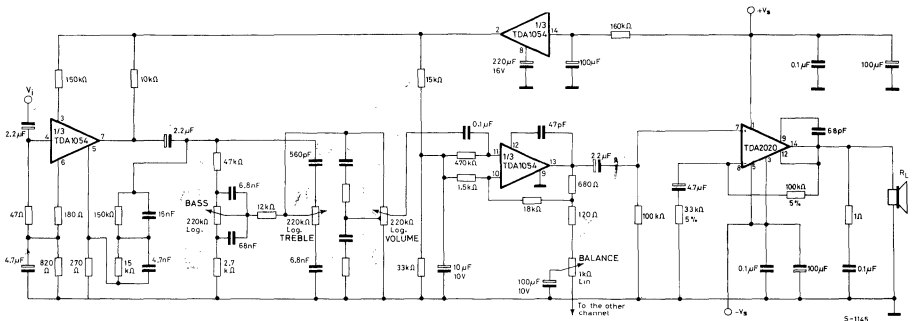 +Vs
2
1/3
TDA1054
14
8
160kΩ
220µF
16V
100µF
0.1µF
100µF
150kΩ
10kΩ
15kΩ
Vi
2.2µF
3
4
1/3
TDA1054
7
6
5
2.2µF
47kΩ
560pF
0.1µF
47pF
470kΩ
1.5kΩ
11
12
1/3
TDA1054
13
10
9
2.2µF
680Ω
18kΩ
120Ω
1
7
9
TDA2020
14
12
8
5
3
68pF
100kΩ
5%
RL
4.7µF
33kΩ
5%
100kΩ
1Ω
47Ω
180Ω
150kΩ
15nF
BASS
220kΩ
Log.
6.8nF
68nF
12kΩ
220kΩ
Log.
TREBLE
220kΩ
Log.
VOLUME
4.7µF
820Ω
270Ω
15
kΩ
4.7nF
2.7
kΩ
6.8nF
33kΩ
10µF
10V
100µF
10V
BALANCE
1kΩ
Lin
To the other
channel
0.1µF
100µF
0.1µF
-Vs
S-1145